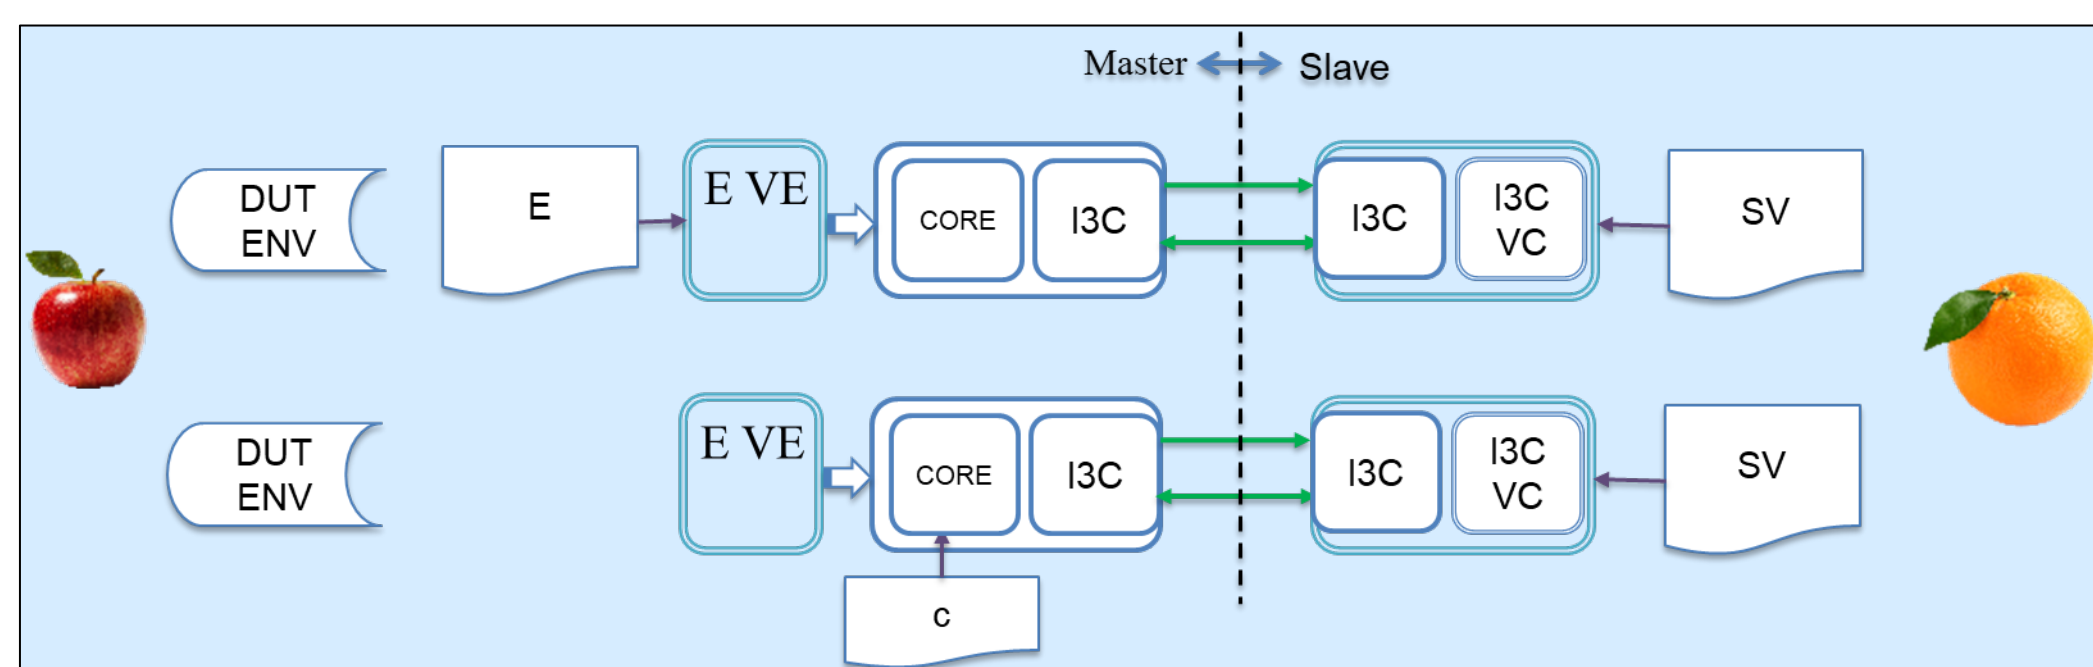 Master
Slave
DUT
ENV
E
E VE
CORE
I3C
I3C
I3C
VC
SV
DUT
ENV
E VE
CORE
I3C
I3C
I3C
VC
SV
c